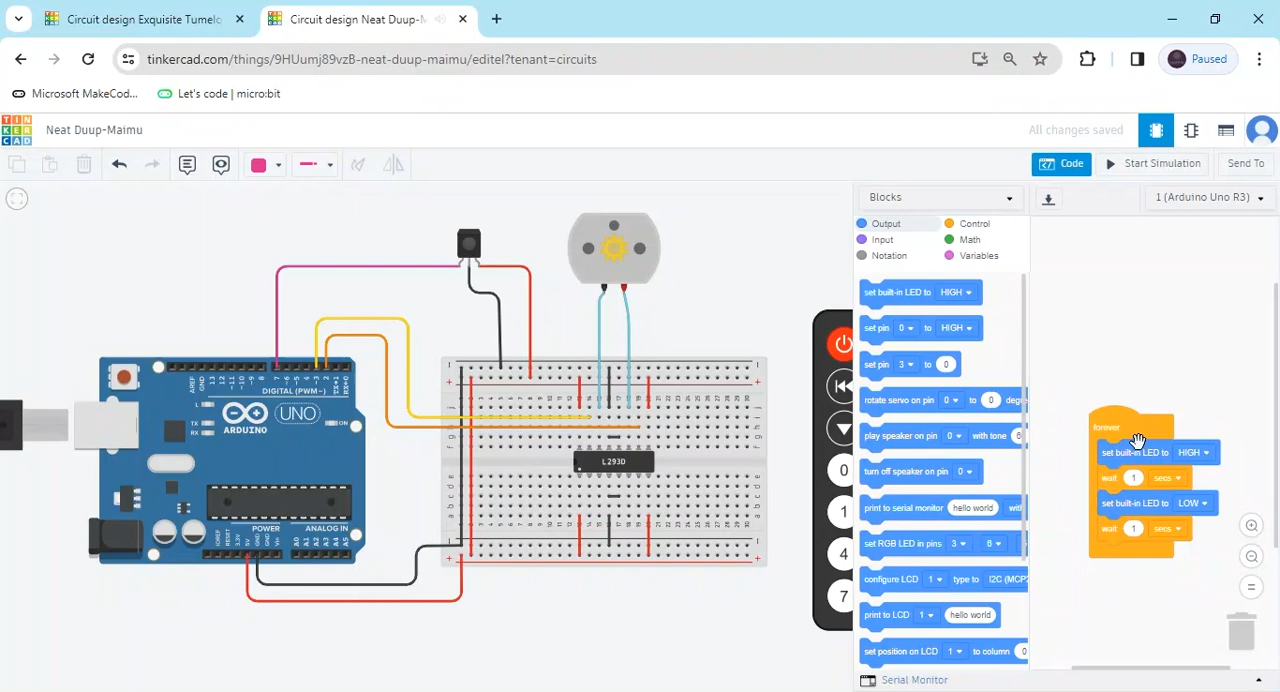 Circuit design Exquisite Tumelo
Circuit design Neat Duup-M
tinkercad.com/things/9HUumj89vzB-neat-duup-maimu/editel?tenant=circuits
Paused
Microsoft MakeCod...
Let's code | micro:bit
TIN
KER
CAD
Neat Duup-Maimu
All changes saved
Code
Start Simulation
Send To
Blocks
1 (Arduino Uno R3)
Output
Control
Input
Math
Notation
Variables
set built-in LED to HIGH
set pin 0 to HIGH
set pin 3 to 0
rotate servo on pin 0 to 0 degre
play speaker on pin 0 with tone 6
turn off speaker on pin 0
print to serial monitor hello world wit
set RGB LED in pins 3 6
configure LCD 1 type to I2C (MCP2
print to LCD 1 hello world
set position on LCD 1 to column 0
Serial Monitor
forever
set built-in LED to HIGH
wait 1 secs
set built-in LED to LOW
wait 1 secs
DIGITAL (PWM~)
UNO
ARDUINO
L
TX
RX
ON
POWER
ANALOG IN
L293D
0
1
4
7